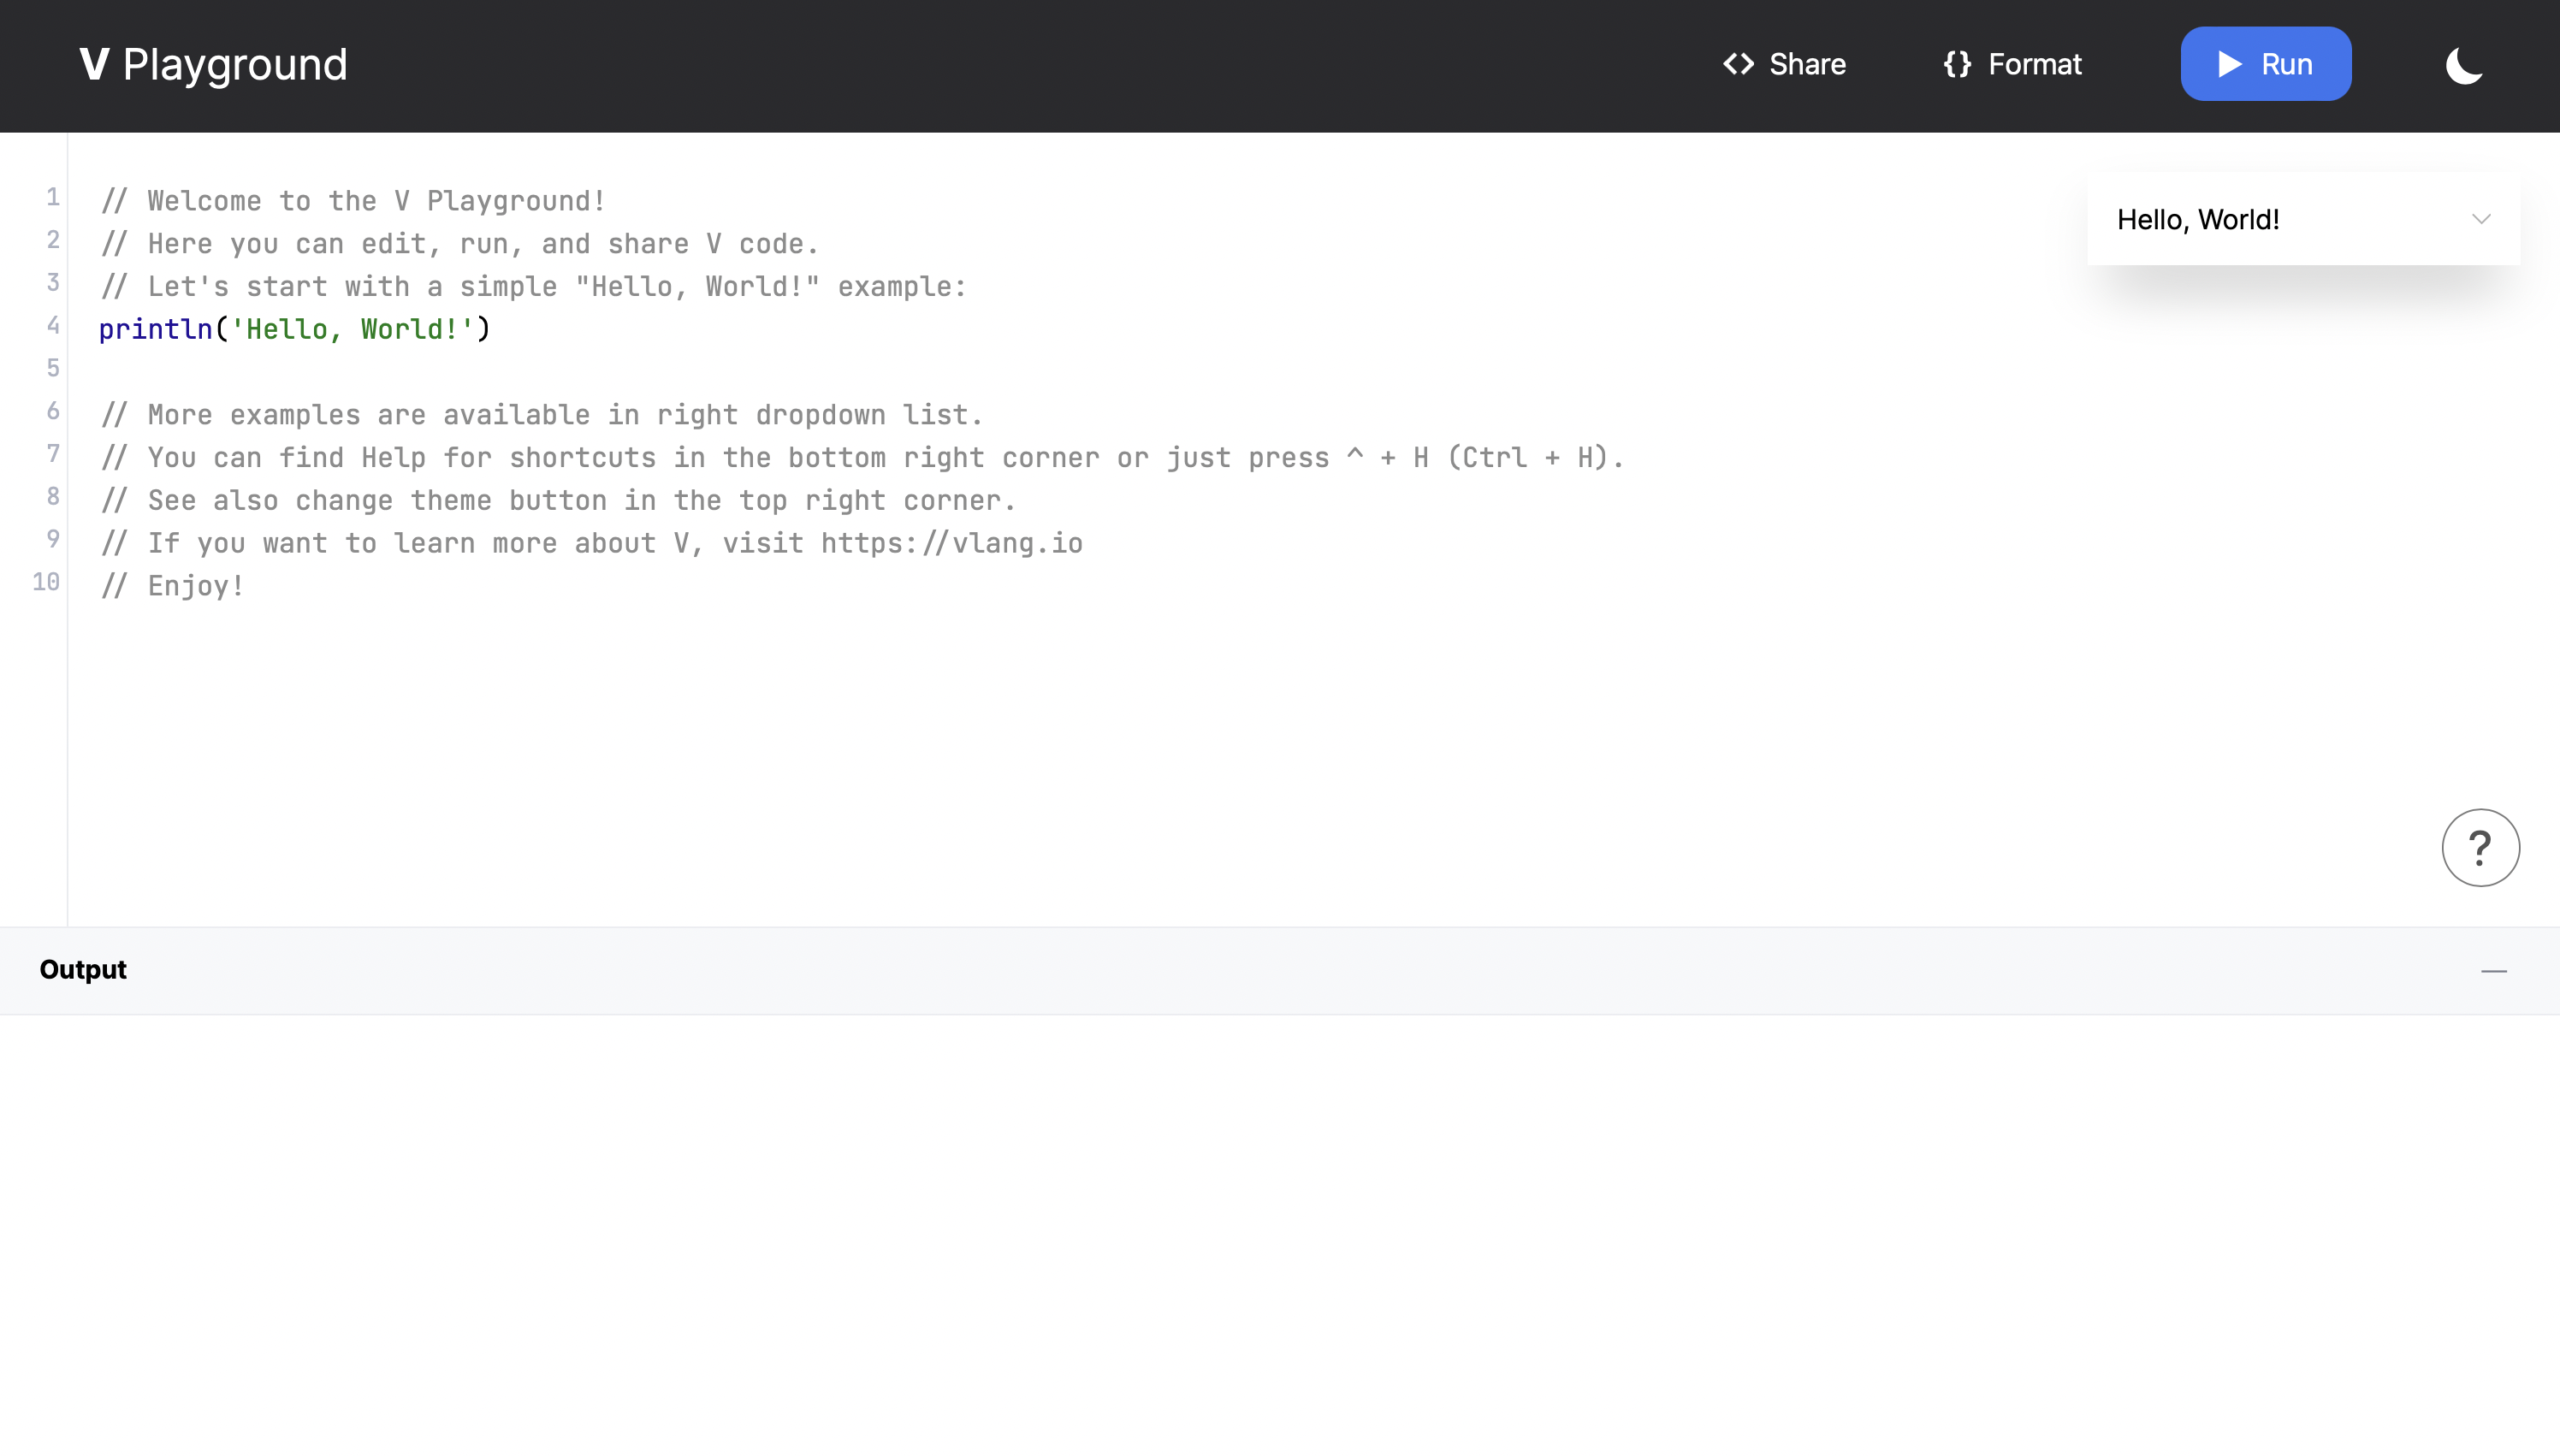 V Playground
<> Share
{} Format
Run
1 // Welcome to the V Playground!
2 // Here you can edit, run, and share V code.
3 // Let's start with a simple "Hello, World!" example:
4 println('Hello, World!')
5
6 // More examples are available in right dropdown list.
7 // You can find Help for shortcuts in the bottom right corner or just press ^ + H (Ctrl + H).
8 // See also change theme button in the top right corner.
9 // If you want to learn more about V, visit https://vlang.io
10 // Enjoy!
Hello, World!
?
Output